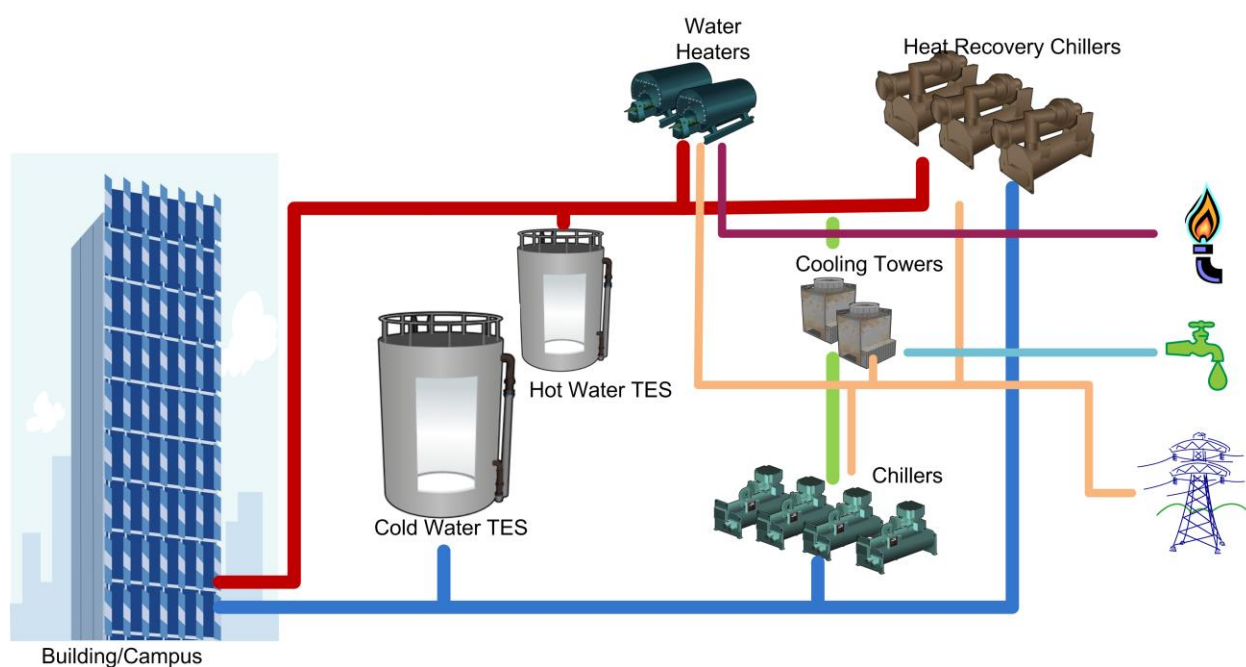 Water
Heaters
Heat Recovery Chillers
Cooling Towers
Hot Water TES
Chillers
Cold Water TES
Building/Campus